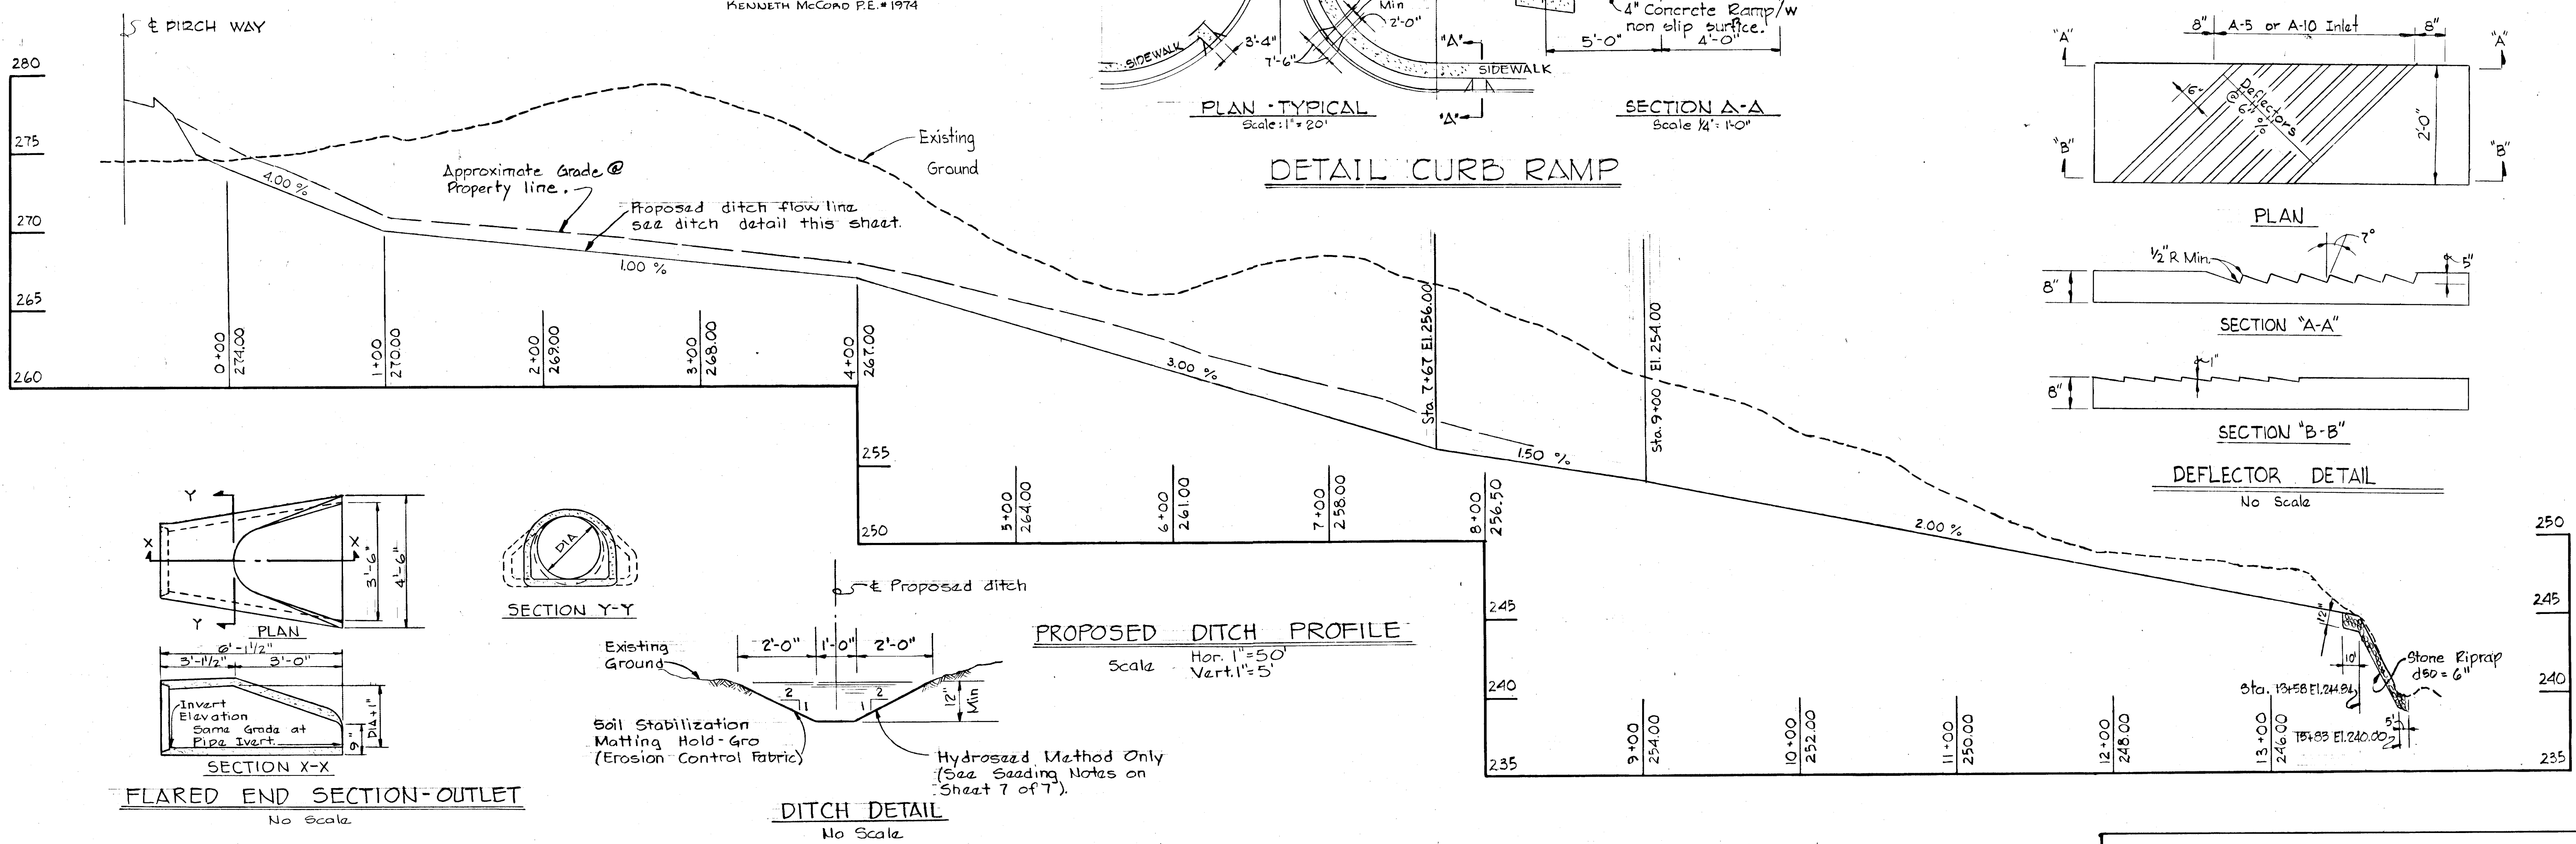 KENNETH McCORD P.E.#1974
℄ PIRCH WAY
280
275
270
265
260
4.00 %
Approximate Grade @
Property line.
Proposed ditch flow line
see ditch detail this sheet.
1.00 %
Existing
Ground
0+00
274.00
1+00
270.00
2+00
269.00
3+00
268.00
4+00
267.00
3.00 %
Sta. 7+67 El. 256.00
1.50 %
Sta. 9+00 El. 254.00
2.00 %
255
250
5+00
264.00
6+00
261.00
7+00
258.00
8+00
256.50
245
240
235
9+00
254.00
10+00
252.00
11+00
250.00
12+00
248.00
13+00
246.00
250
245
240
235
12"
10'
Stone Riprap
d50 = 6"
Sta. 13+58 El. 244.84
5'
13+83 El. 240.00
PROPOSED DITCH PROFILE
Scale Hor. 1"=50'
Vert. 1"=5'
SIDEWALK
3'-4"
7'-6"
Min
2'-0"
"A"
SIDEWALK
"A"
PLAN - TYPICAL
Scale: 1" = 20'
4" Concrete Ramp/w
non slip surfice.
5'-0"
4'-0"
SECTION A-A
Scale 1/4" = 1'-0"
DETAIL CURB RAMP
8" A-5 or A-10 Inlet 8"
"A"
"A"
6"
Deflectors
@ 6" %
2'-0"
"B"
"B"
PLAN
1/2" R Min.
7°
5"
8"
SECTION "A-A"
1"
8"
SECTION "B-B"
DEFLECTOR DETAIL
No Scale
Y
X
X
3'-6"
4'-6"
Y
PLAN
6'-1 1/2"
3'-1 1/2"
3'-0"
Invert
Elevation
Same Grade at
Pipe Ivert.
9"
DIA+1"
SECTION X-X
DIA
SECTION Y-Y
FLARED END SECTION-OUTLET
No Scale
℄ Proposed ditch
Existing
Ground
2'-0"
1'-0"
2'-0"
2
1
2
1
12"
Min
Soil Stabilization
Matting Hold-Gro
(Erosion Control Fabric)
Hydroseed Method Only
(See Seeding Notes on
Sheet 7 of 7).
DITCH DETAIL
No Scale